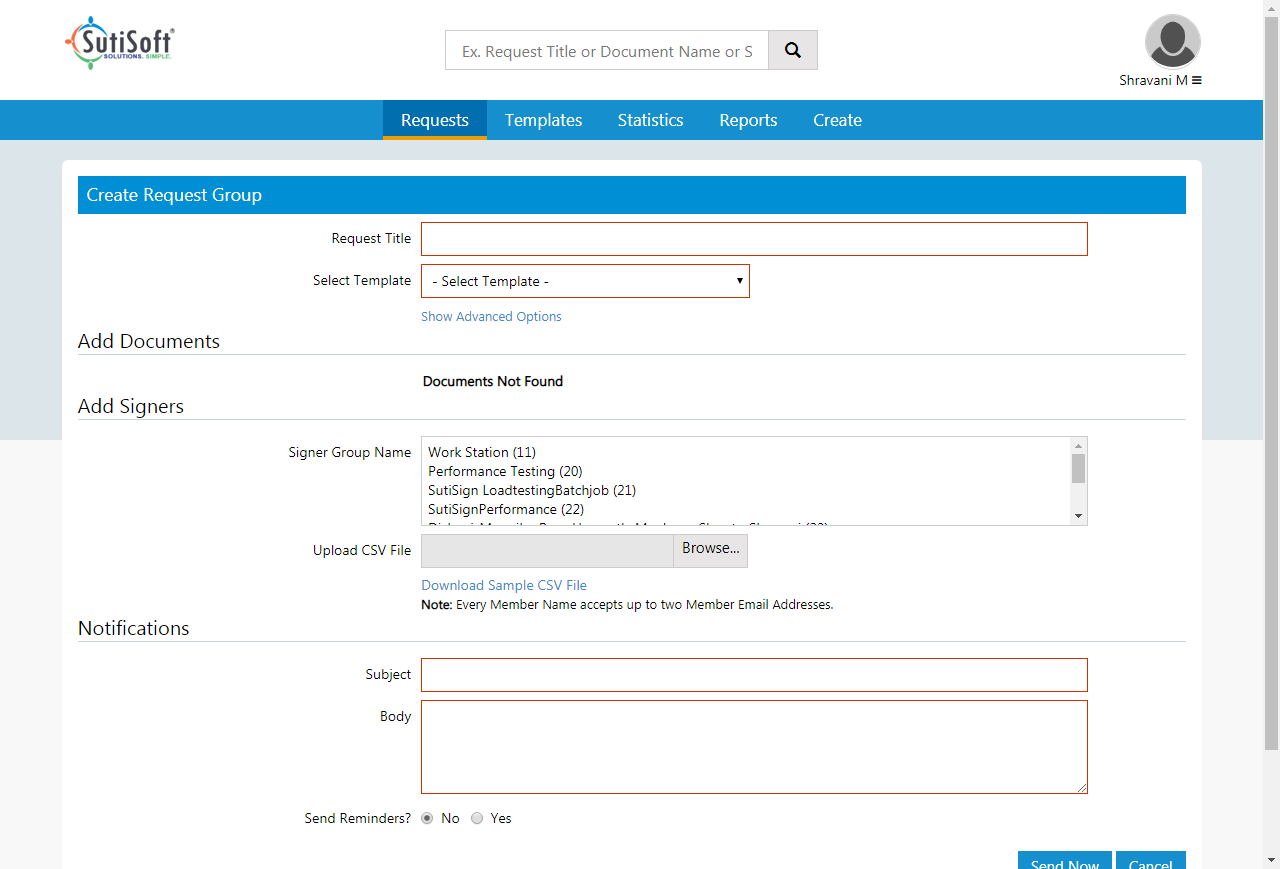 SutiSoft®
SOLUTIONS. SIMPLE.
Ex. Request Title or Document Name or S
Shravani M
Requests Templates Statistics Reports Create
Create Request Group
Request Title
Select Template - Select Template -
Show Advanced Options
Add Documents
Documents Not Found
Add Signers
Signer Group Name Work Station (11)
Performance Testing (20)
SutiSign LoadtestingBatchjob (21)
SutiSignPerformance (22)
Upload CSV File Browse...
Download Sample CSV File
Note: Every Member Name accepts up to two Member Email Addresses.
Notifications
Subject
Body
Send Reminders? No Yes
Send Now Cancel